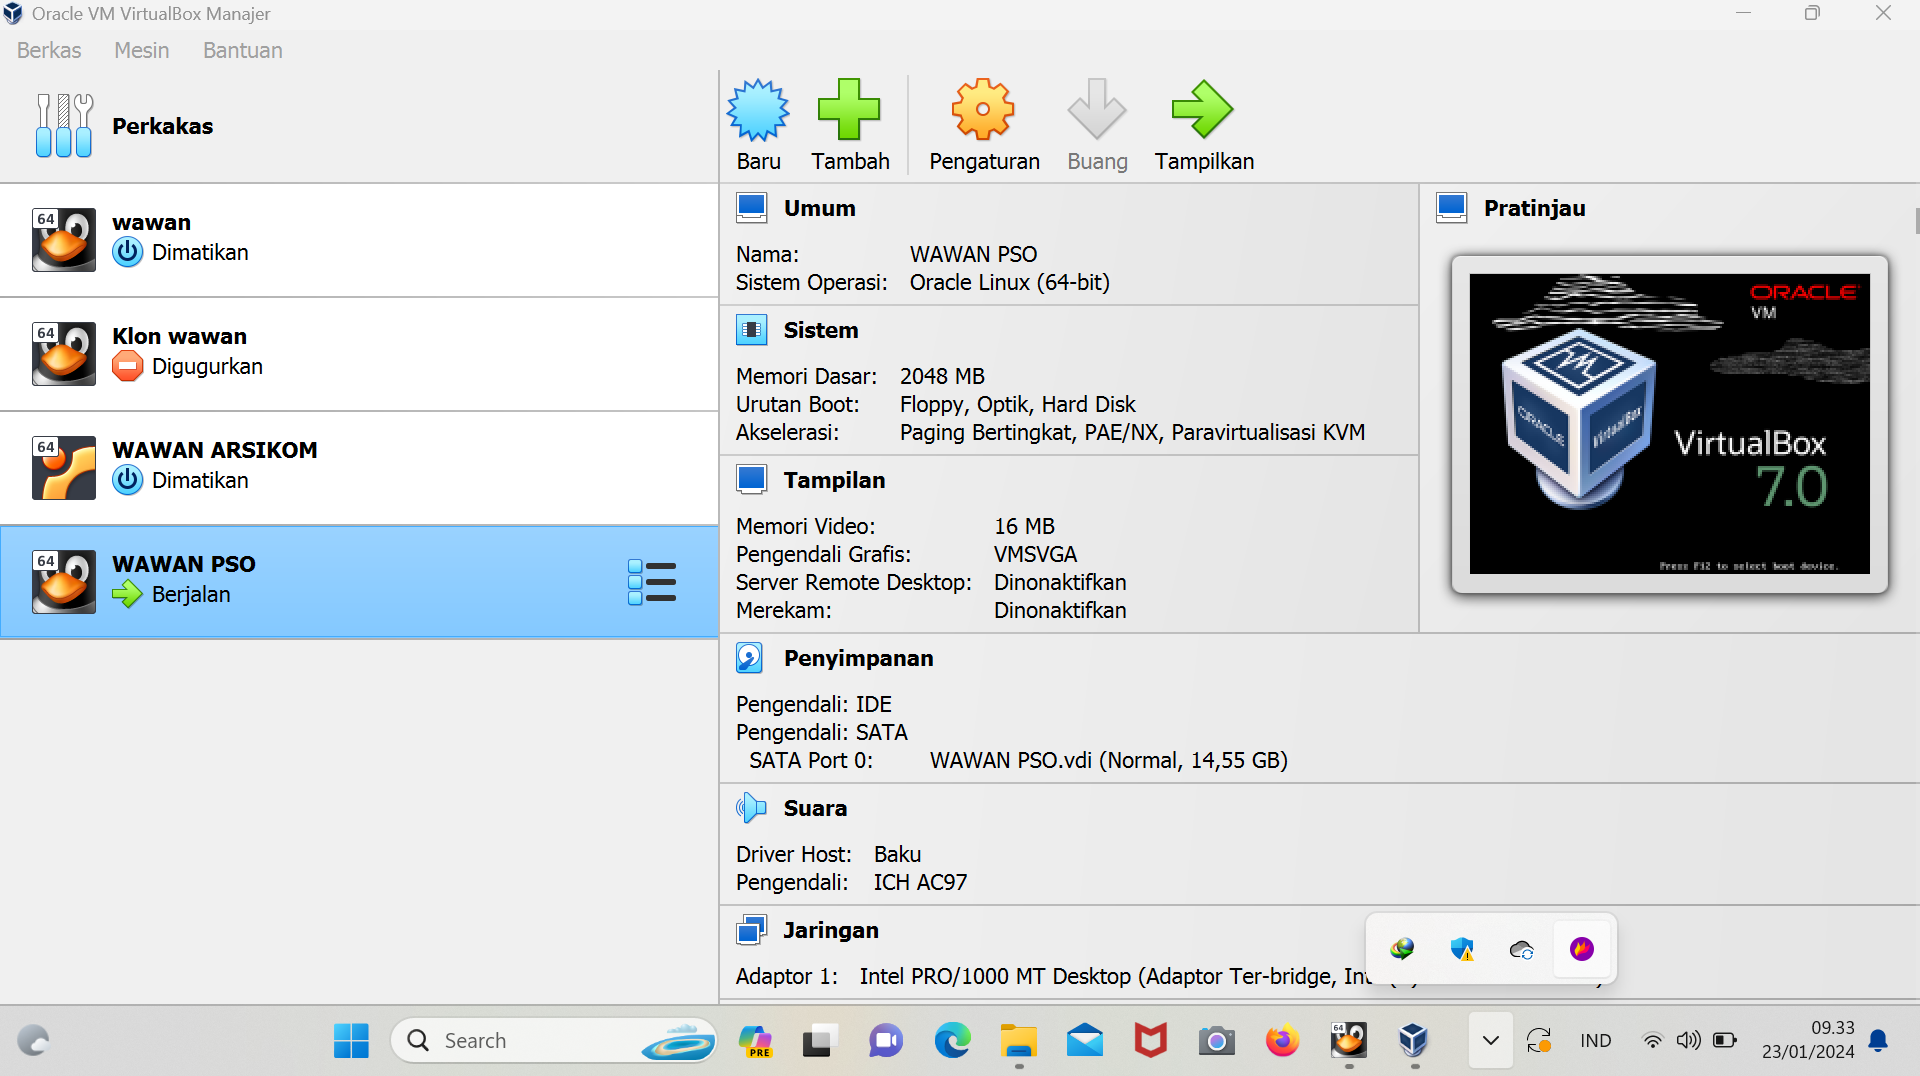 Oracle VM VirtualBox Manajer
Berkas Mesin Bantuan
Perkakas
Baru Tambah Pengaturan Buang Tampilkan
64
wawan
Dimatikan
64
Klon wawan
Digugurkan
64
WAWAN ARSIKOM
Dimatikan
64
WAWAN PSO
Berjalan
Umum
Nama: WAWAN PSO
Sistem Operasi: Oracle Linux (64-bit)
Sistem
Memori Dasar: 2048 MB
Urutan Boot: Floppy, Optik, Hard Disk
Akselerasi: Paging Bertingkat, PAE/NX, Paravirtualisasi KVM
Tampilan
Memori Video: 16 MB
Pengendali Grafis: VMSVGA
Server Remote Desktop: Dinonaktifkan
Merekam: Dinonaktifkan
Pratinjau
ORACLE
VM
ORACLE
VirtualBox
VirtualBox
7.0
Press F12 to select boot device.
Penyimpanan
Pengendali: IDE
Pengendali: SATA
SATA Port 0: WAWAN PSO.vdi (Normal, 14,55 GB)
Suara
Driver Host: Baku
Pengendali: ICH AC97
Jaringan
Adaptor 1: Intel PRO/1000 MT Desktop (Adaptor Ter-bridge,
Search
PRE
64
IND
09.33
23/01/2024